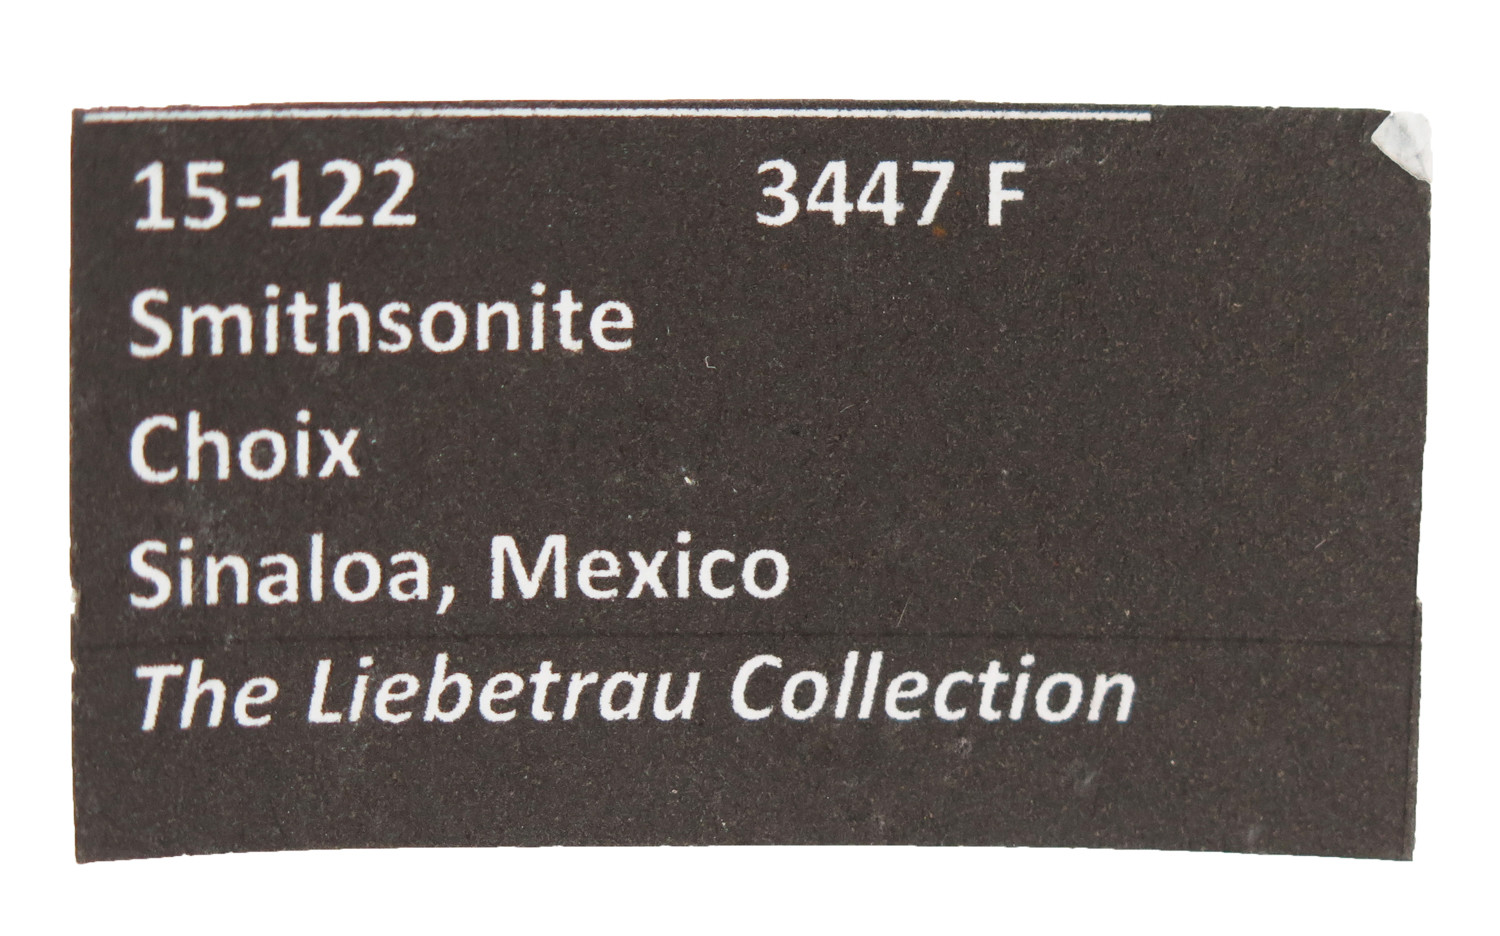 15-122 3447 F
Smithsonite
Choix
Sinaloa, Mexico
The Liebetrau Collection